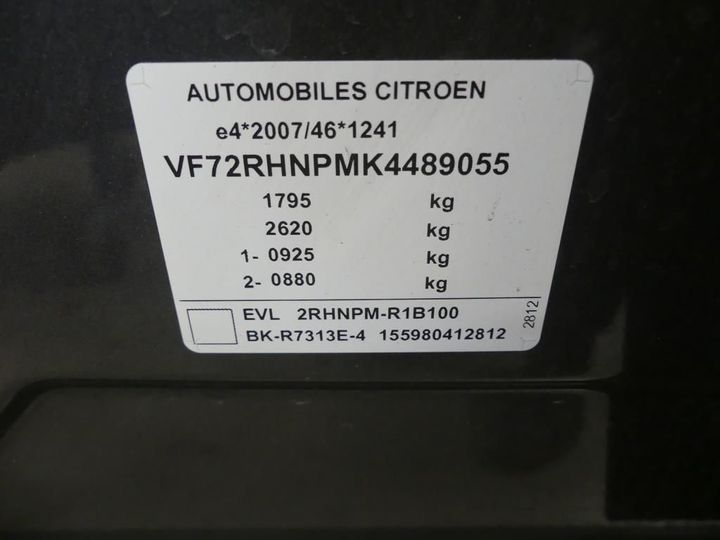 AUTOMOBILES CITROEN
e4*2007/46*1241
VF72RHNPMK4489055
1795 kg
2620 kg
1- 0925 kg
2- 0880 kg
EVL 2RHNPM-R1B100
BK-R7313E-4 155980412812
2812